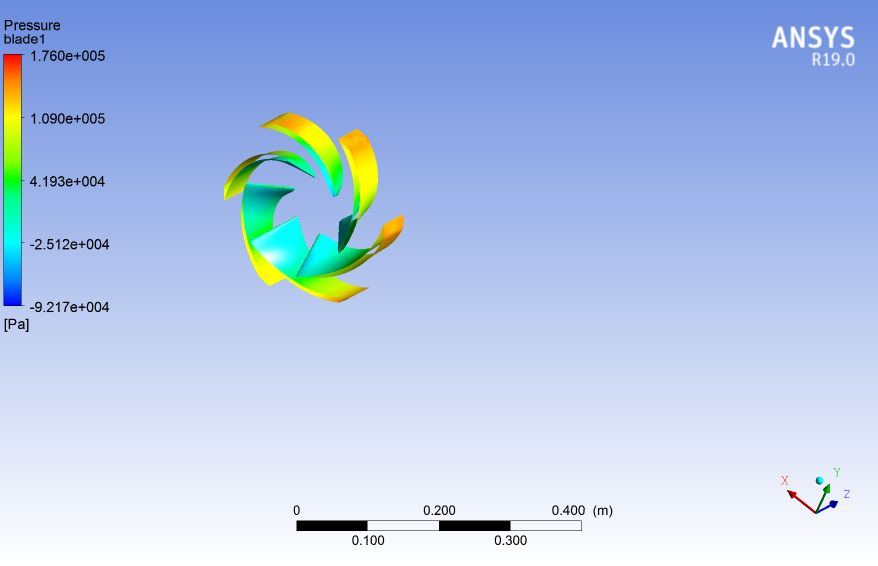 Pressure
blade1
1.760e+005
1.090e+005
4.193e+004
-2.512e+004
-9.217e+004
[Pa]
ANSYS
R19.0
X
Y
Z
0
0.200
0.400 (m)
0.100
0.300